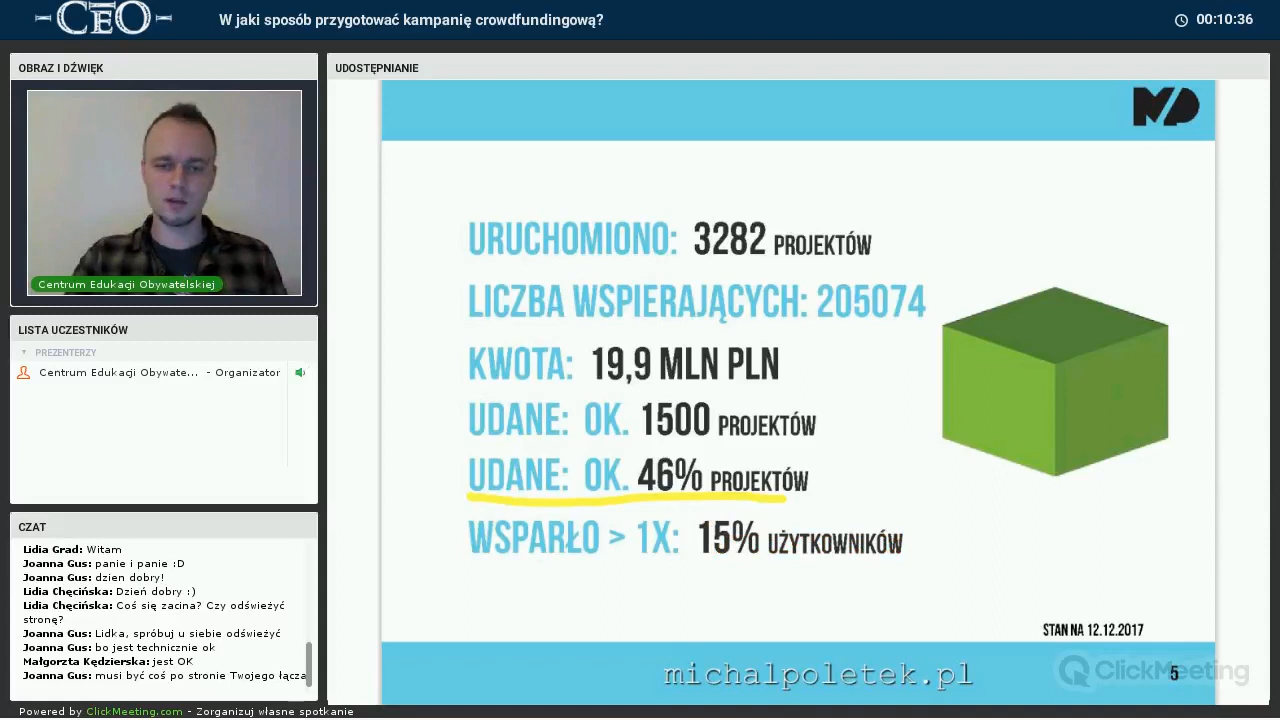 CEO
W jaki sposób przygotować kampanię crowdfundingową?
00:10:36
OBRAZ I DŹWIĘK
Centrum Edukacji Obywatelskiej
LISTA UCZESTNIKÓW
PREZENTERZY
Centrum Edukacji Obywate... - Organizator
CZAT
Lidia Grad: Witam
Joanna Gus: panie i panie :D
Joanna Gus: dzien dobry!
Lidia Chęcińska: Dzień dobry :)
Lidia Chęcińska: Coś się zacina? Czy odświeżyć
stronę?
Joanna Gus: Lidka, spróbuj u siebie odświeżyć
Joanna Gus: bo jest technicznie ok
Małgorzta Kędzierska: jest OK
Joanna Gus: musi być coś po stronie Twojego łącza
UDOSTĘPNIANIE
MP
URUCHOMIONO: 3282 PROJEKTÓW
LICZBA WSPIERAJĄCYCH: 205074
KWOTA: 19,9 MLN PLN
UDANE: OK. 1500 PROJEKTÓW
UDANE: OK. 46% PROJEKTÓW
WSPARŁO > 1X: 15% UŻYTKOWNIKÓW
STAN NA 12.12.2017
michalpoletek.pl
ClickMeeting
5
Powered by ClickMeeting.com - Zorganizuj własne spotkanie